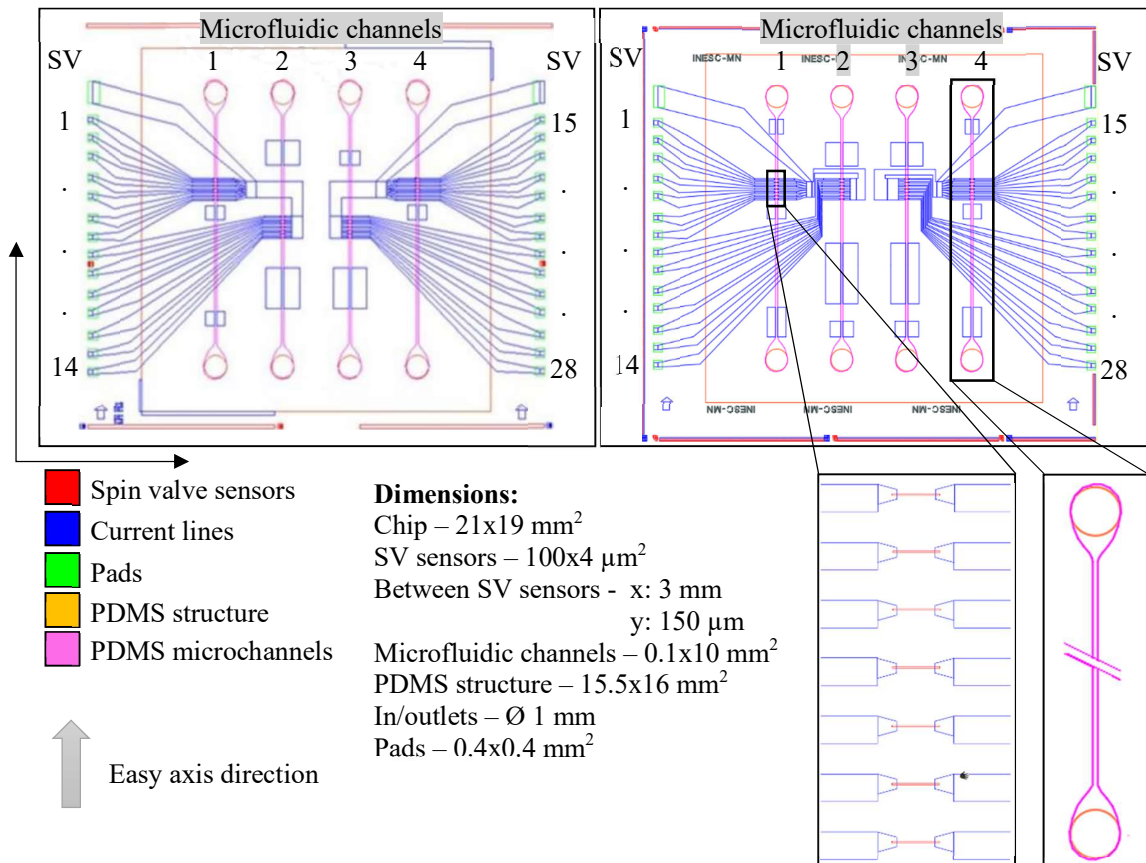 Microfluidic channels
SV 1 2 3 4 SV
1 15
. .
. .
. .
14 28
Microfluidic channels
INESC-MN INESC-MN INESC-MN
SV 1 2 3 4 SV
1 15
. .
. .
. .
14 28
INESC-MN INESC-MN INESC-MN
Spin valve sensors
Current lines
Pads
PDMS structure
PDMS microchannels
Easy axis direction
Dimensions:
Chip – 21x19 mm²
SV sensors – 100x4 µm²
Between SV sensors - x: 3 mm
y: 150 µm
Microfluidic channels – 0.1x10 mm²
PDMS structure – 15.5x16 mm²
In/outlets – Ø 1 mm
Pads – 0.4x0.4 mm²